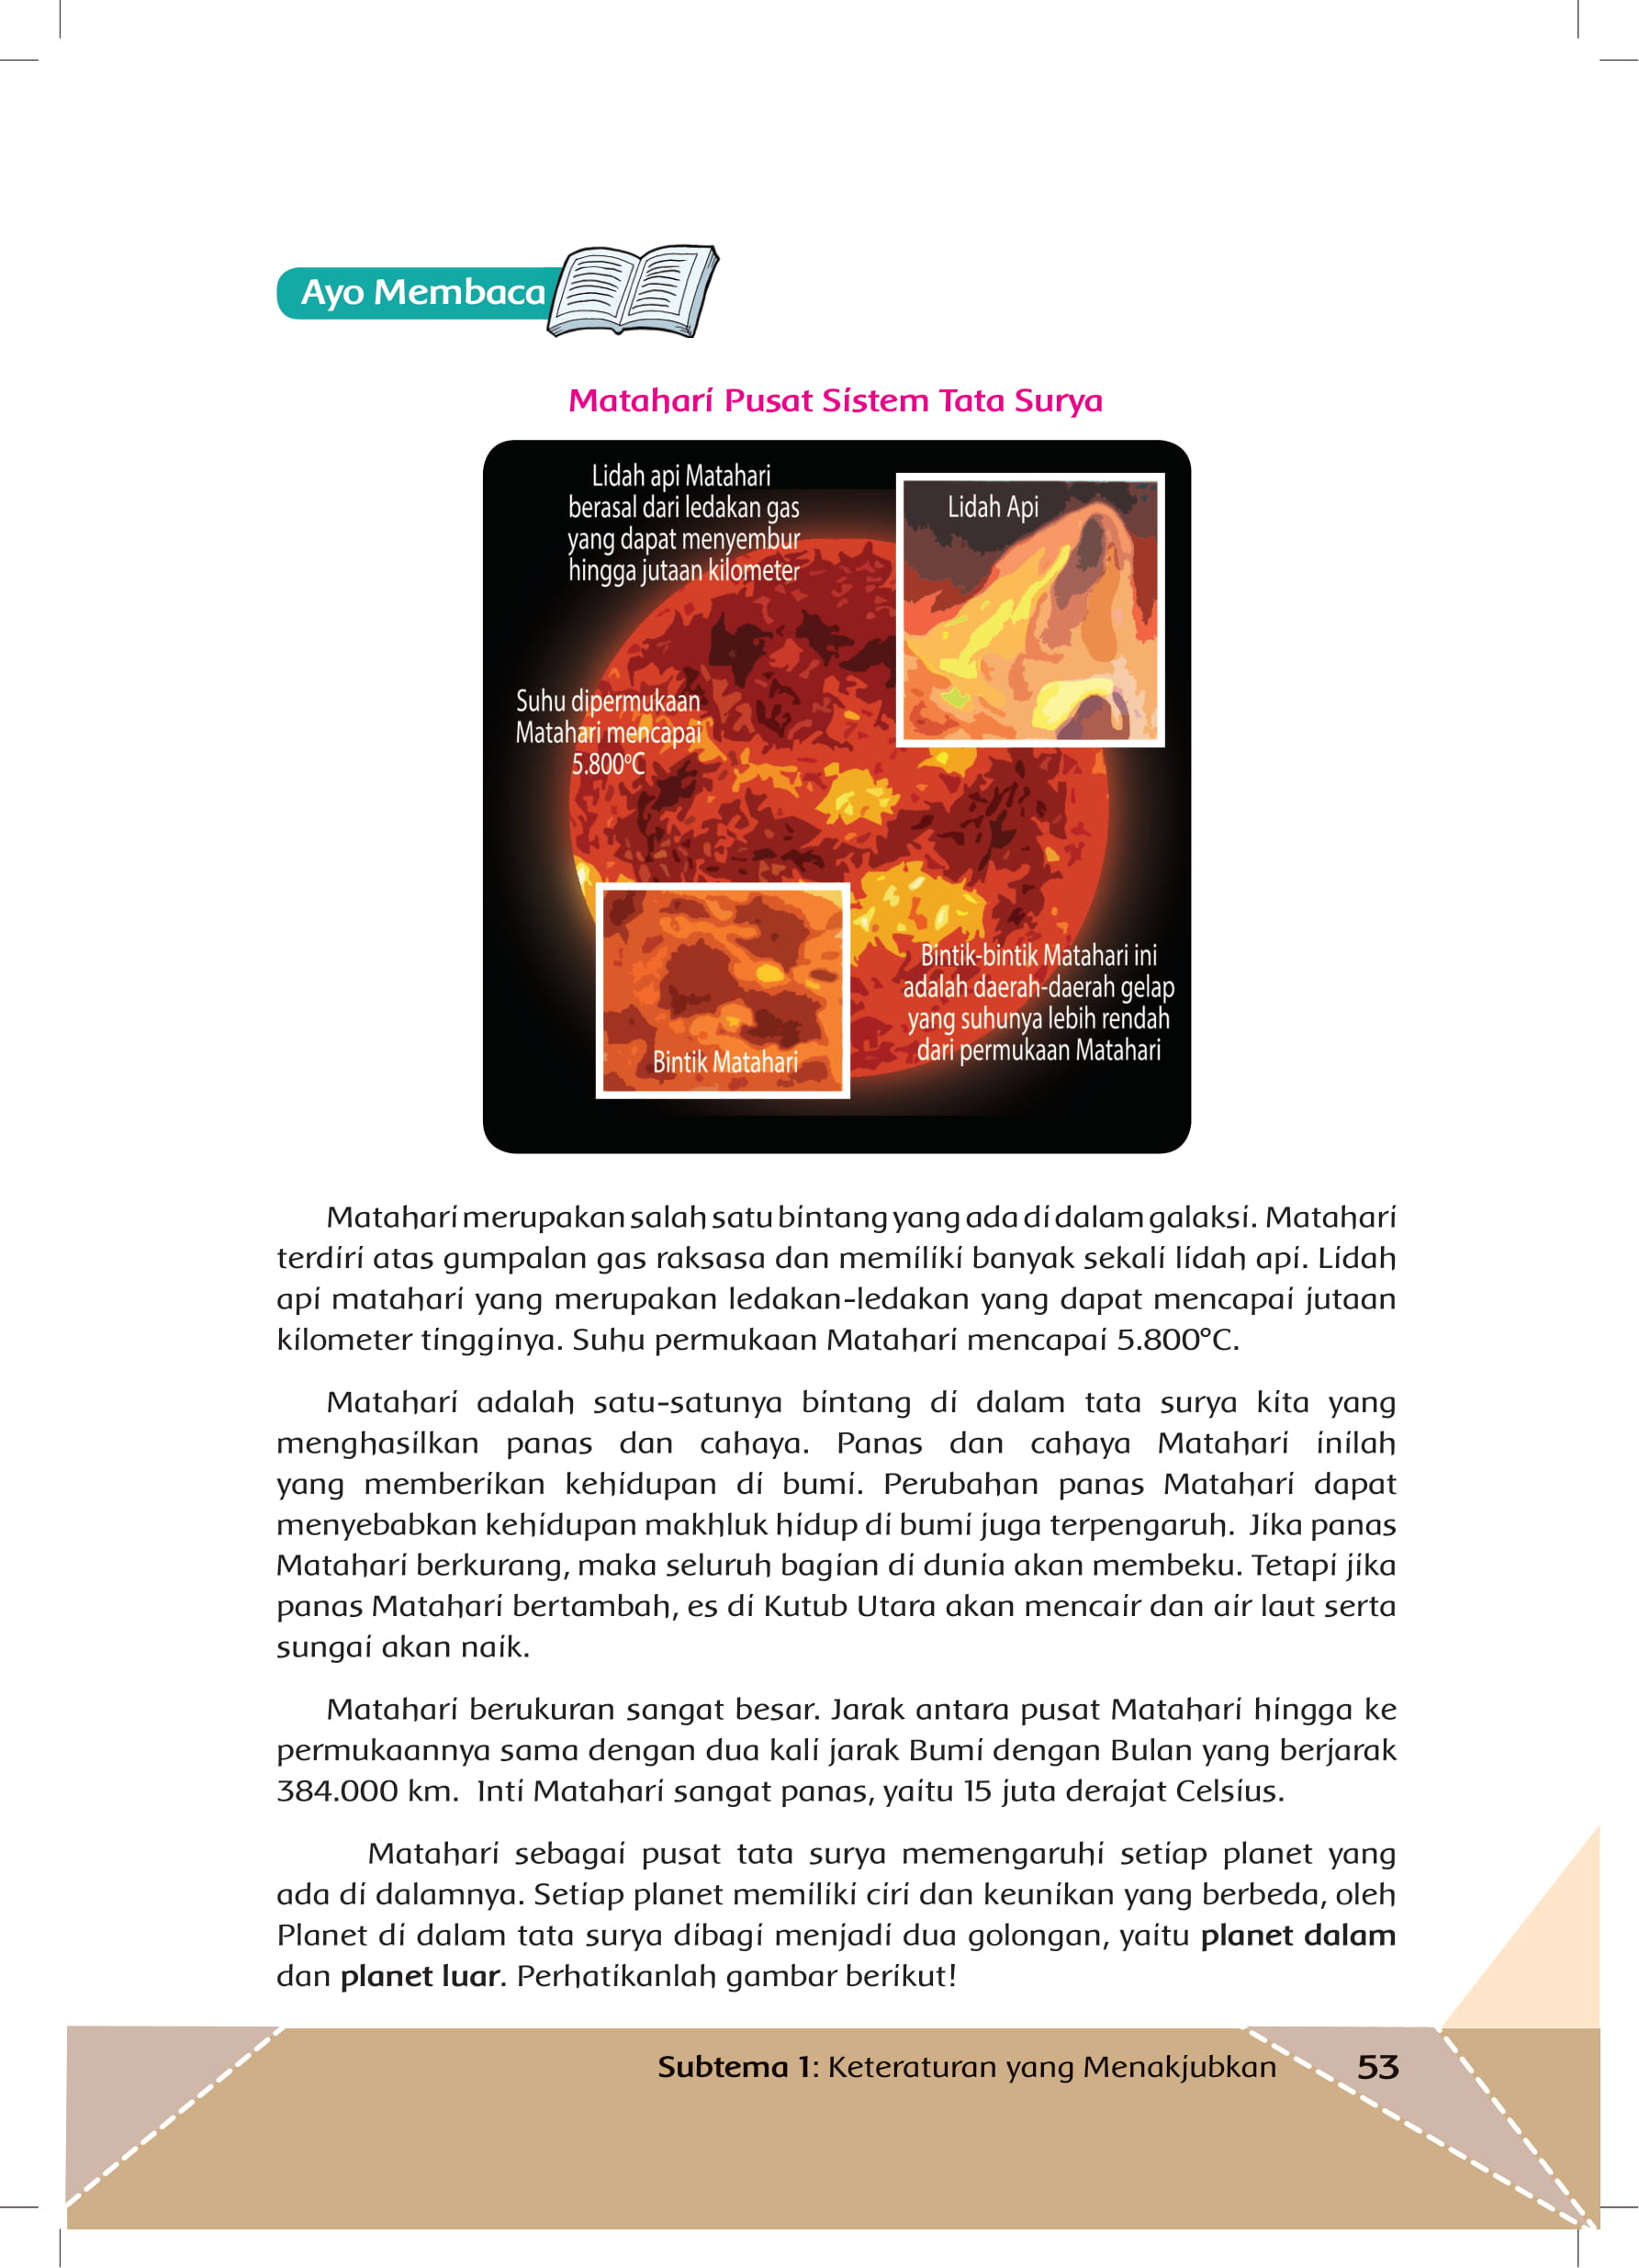 Ayo Membaca
Matahari Pusat Sistem Tata Surya
Lidah api Matahari
berasal dari ledakan gas
yang dapat menyembur
hingga jutaan kilometer
Lidah Api
Suhu dipermukaan
Matahari mencapai
5.800°C
Bintik Matahari
Bintik-bintik Matahari ini
adalah daerah-daerah gelap
yang suhunya lebih rendah
dari permukaan Matahari
Matahari merupakan salah satu bintang yang ada di dalam galaksi. Matahari
terdiri atas gumpalan gas raksasa dan memiliki banyak sekali lidah api. Lidah
api matahari yang merupakan ledakan-ledakan yang dapat mencapai jutaan
kilometer tingginya. Suhu permukaan Matahari mencapai 5.800°C.
Matahari adalah satu-satunya bintang di dalam tata surya kita yang
menghasilkan panas dan cahaya. Panas dan cahaya Matahari inilah
yang memberikan kehidupan di bumi. Perubahan panas Matahari dapat
menyebabkan kehidupan makhluk hidup di bumi juga terpengaruh. Jika panas
Matahari berkurang, maka seluruh bagian di dunia akan membeku. Tetapi jika
panas Matahari bertambah, es di Kutub Utara akan mencair dan air laut serta
sungai akan naik.
Matahari berukuran sangat besar. Jarak antara pusat Matahari hingga ke
permukaannya sama dengan dua kali jarak Bumi dengan Bulan yang berjarak
384.000 km. Inti Matahari sangat panas, yaitu 15 juta derajat Celsius.
Matahari sebagai pusat tata surya memengaruhi setiap planet yang
ada di dalamnya. Setiap planet memiliki ciri dan keunikan yang berbeda, oleh
Planet di dalam tata surya dibagi menjadi dua golongan, yaitu planet dalam
dan planet luar. Perhatikanlah gambar berikut!
Subtema 1: Keteraturan yang Menakjubkan 53